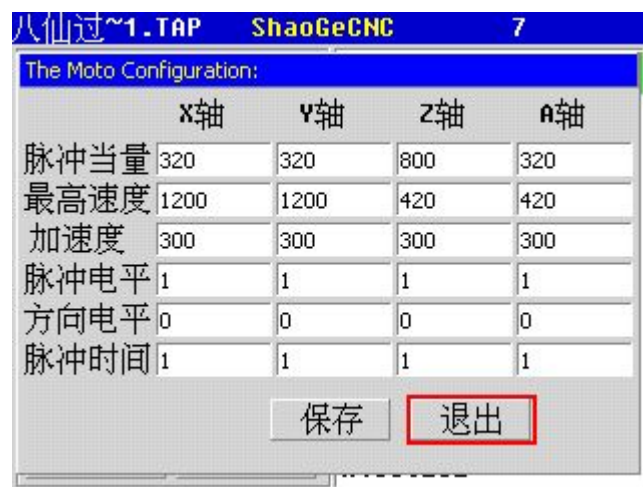 八仙过~1.TAP ShaoGeCNC 7
The Moto Configuration:
X轴 Y轴 Z轴 A轴
脉冲当量 320 320 800 320
最高速度 1200 1200 420 420
加速度 300 300 300 300
脉冲电平 1 1 1 1
方向电平 0 0 0 0
脉冲时间 1 1 1 1
保存 退出